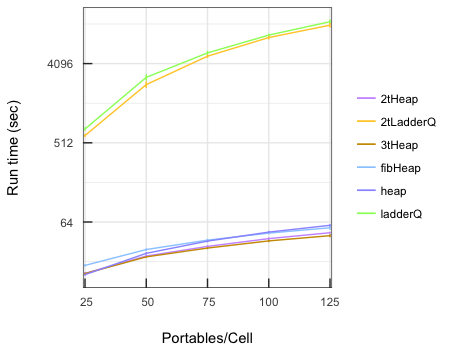 4096
512
64
25 50 75 100 125
Run time (sec)
Portables/Cell
2tHeap
2tLadderQ
3tHeap
fibHeap
heap
ladderQ